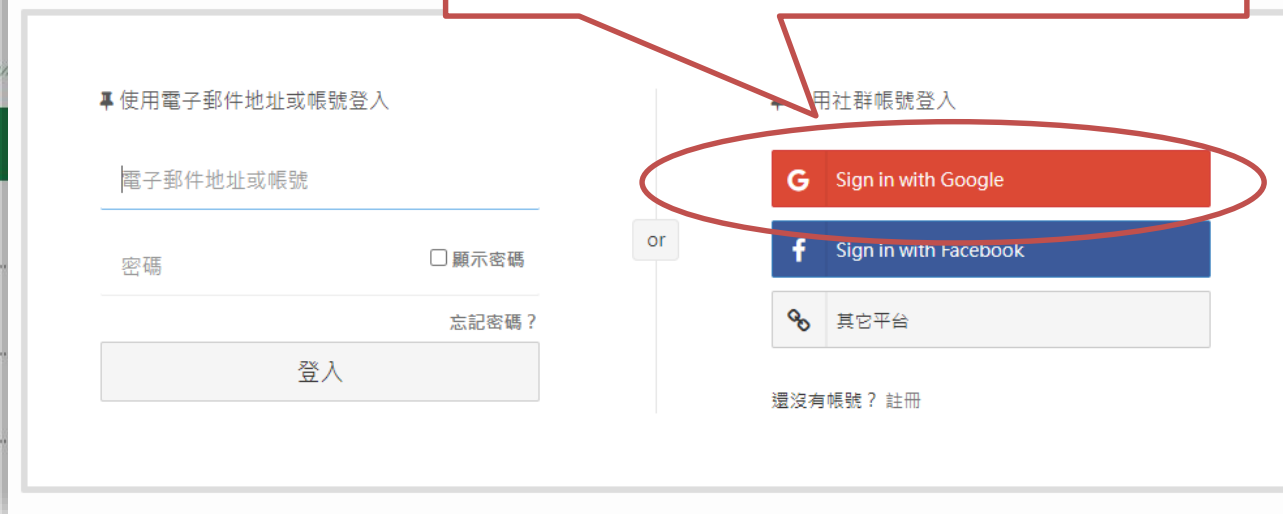 使用電子郵件地址或帳號登入
電子郵件地址或帳號
密碼
顯示密碼
忘記密碼？
登入
or
用社群帳號登入
Sign in with Google
Sign in with Facebook
其它平台
還沒有帳號？ 註冊